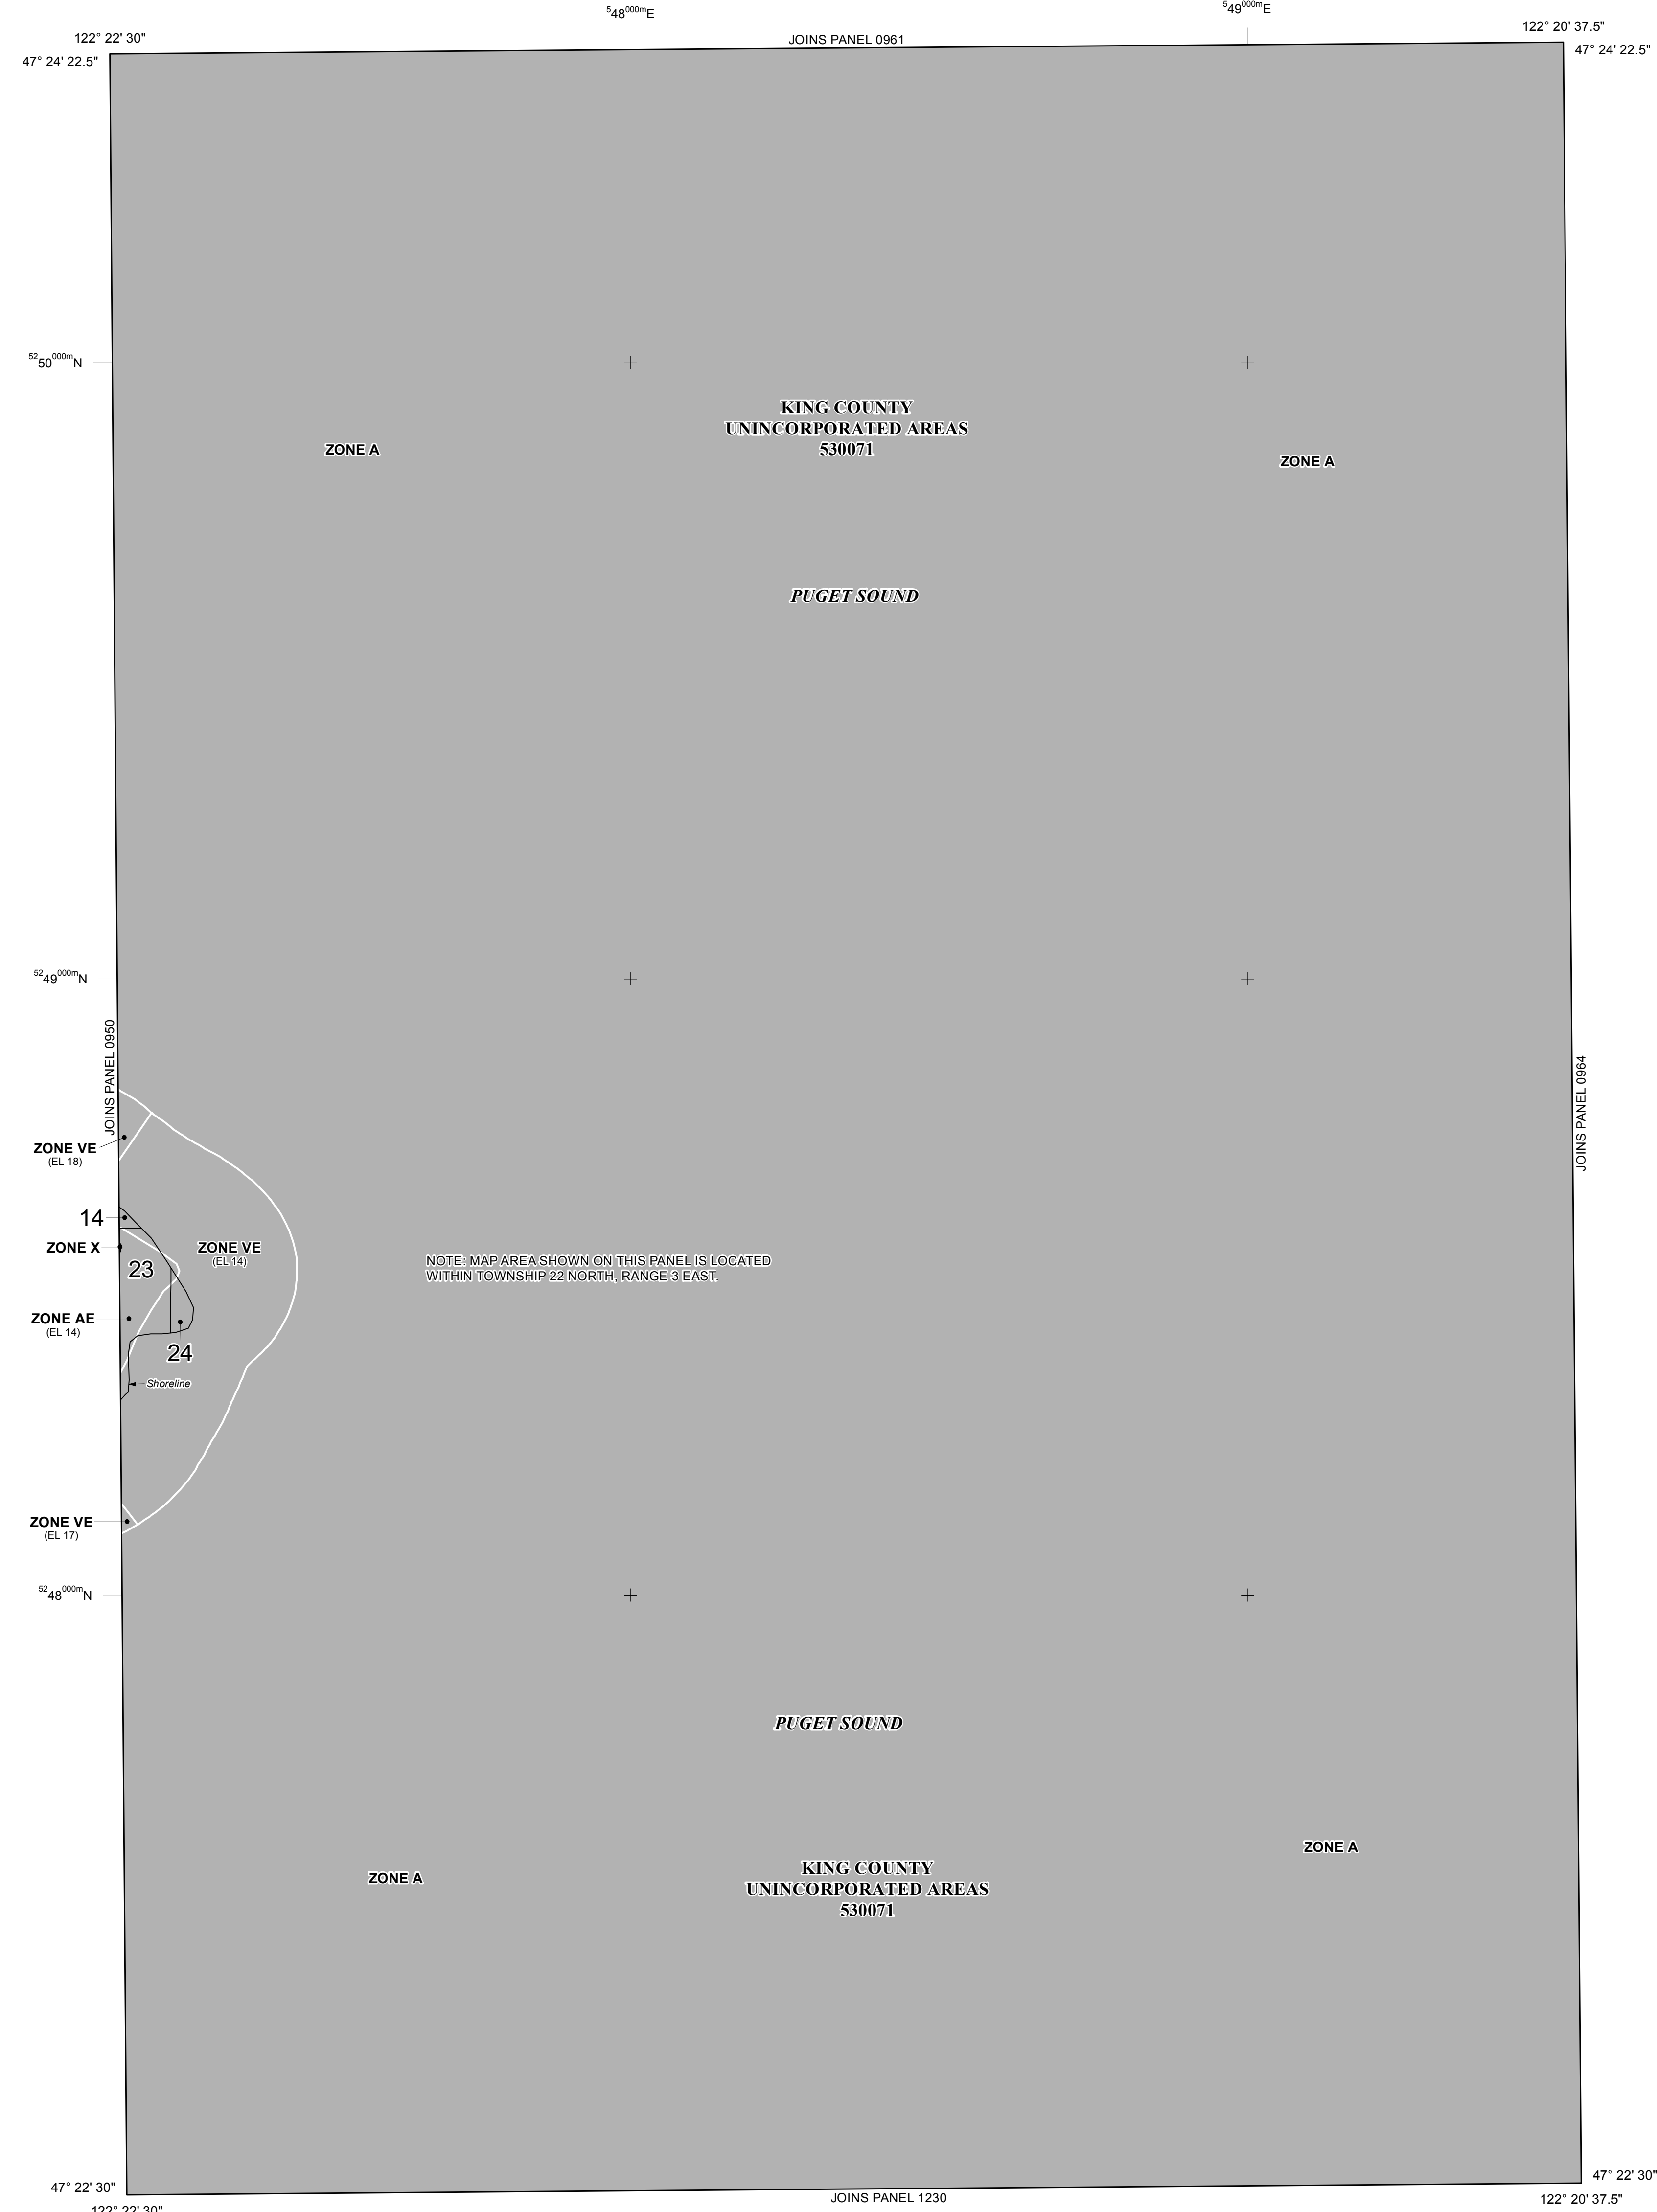 548000mE
549000mE
122° 22' 30"
JOINS PANEL 0961
122° 20' 37.5"
47° 24' 22.5"
47° 24' 22.5"
5250000mN
KING COUNTY
UNINCORPORATED AREAS
530071
ZONE A
ZONE A
PUGET SOUND
5249000mN
JOINS PANEL 0950
JOINS PANEL 0964
ZONE VE
(EL 18)
14
ZONE X
23
ZONE VE
(EL 14)
NOTE: MAP AREA SHOWN ON THIS PANEL IS LOCATED
WITHIN TOWNSHIP 22 NORTH, RANGE 3 EAST.
ZONE AE
(EL 14)
24
Shoreline
ZONE VE
(EL 17)
5248000mN
PUGET SOUND
ZONE A
ZONE A
KING COUNTY
UNINCORPORATED AREAS
530071
47° 22' 30"
47° 22' 30"
122° 22' 30"
JOINS PANEL 1230
122° 20' 37.5"